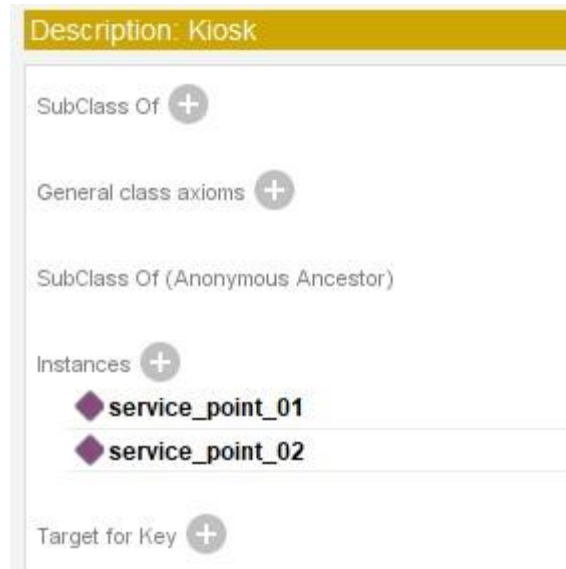 Description: Kiosk
SubClass Of
General class axioms
SubClass Of (Anonymous Ancestor)
Instances
service_point_01
service_point_02
Target for Key